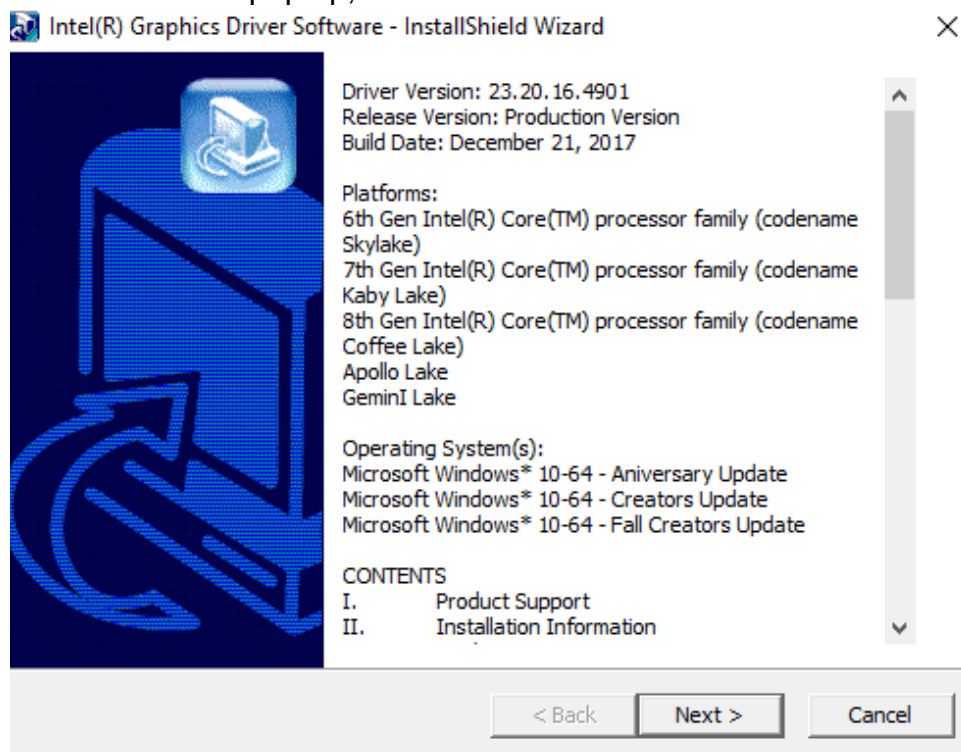 Intel(R) Graphics Driver Software - InstallShield Wizard
Driver Version: 23.20.16.4901
Release Version: Production Version
Build Date: December 21, 2017
Platforms:
6th Gen Intel(R) Core(TM) processor family (codename
Skylake)
7th Gen Intel(R) Core(TM) processor family (codename
Kaby Lake)
8th Gen Intel(R) Core(TM) processor family (codename
Coffee Lake)
Apollo Lake
GeminI Lake
Operating System(s):
Microsoft Windows* 10-64 - Aniversary Update
Microsoft Windows* 10-64 - Creators Update
Microsoft Windows* 10-64 - Fall Creators Update
CONTENTS
I. Product Support
II. Installation Information
< Back Next > Cancel